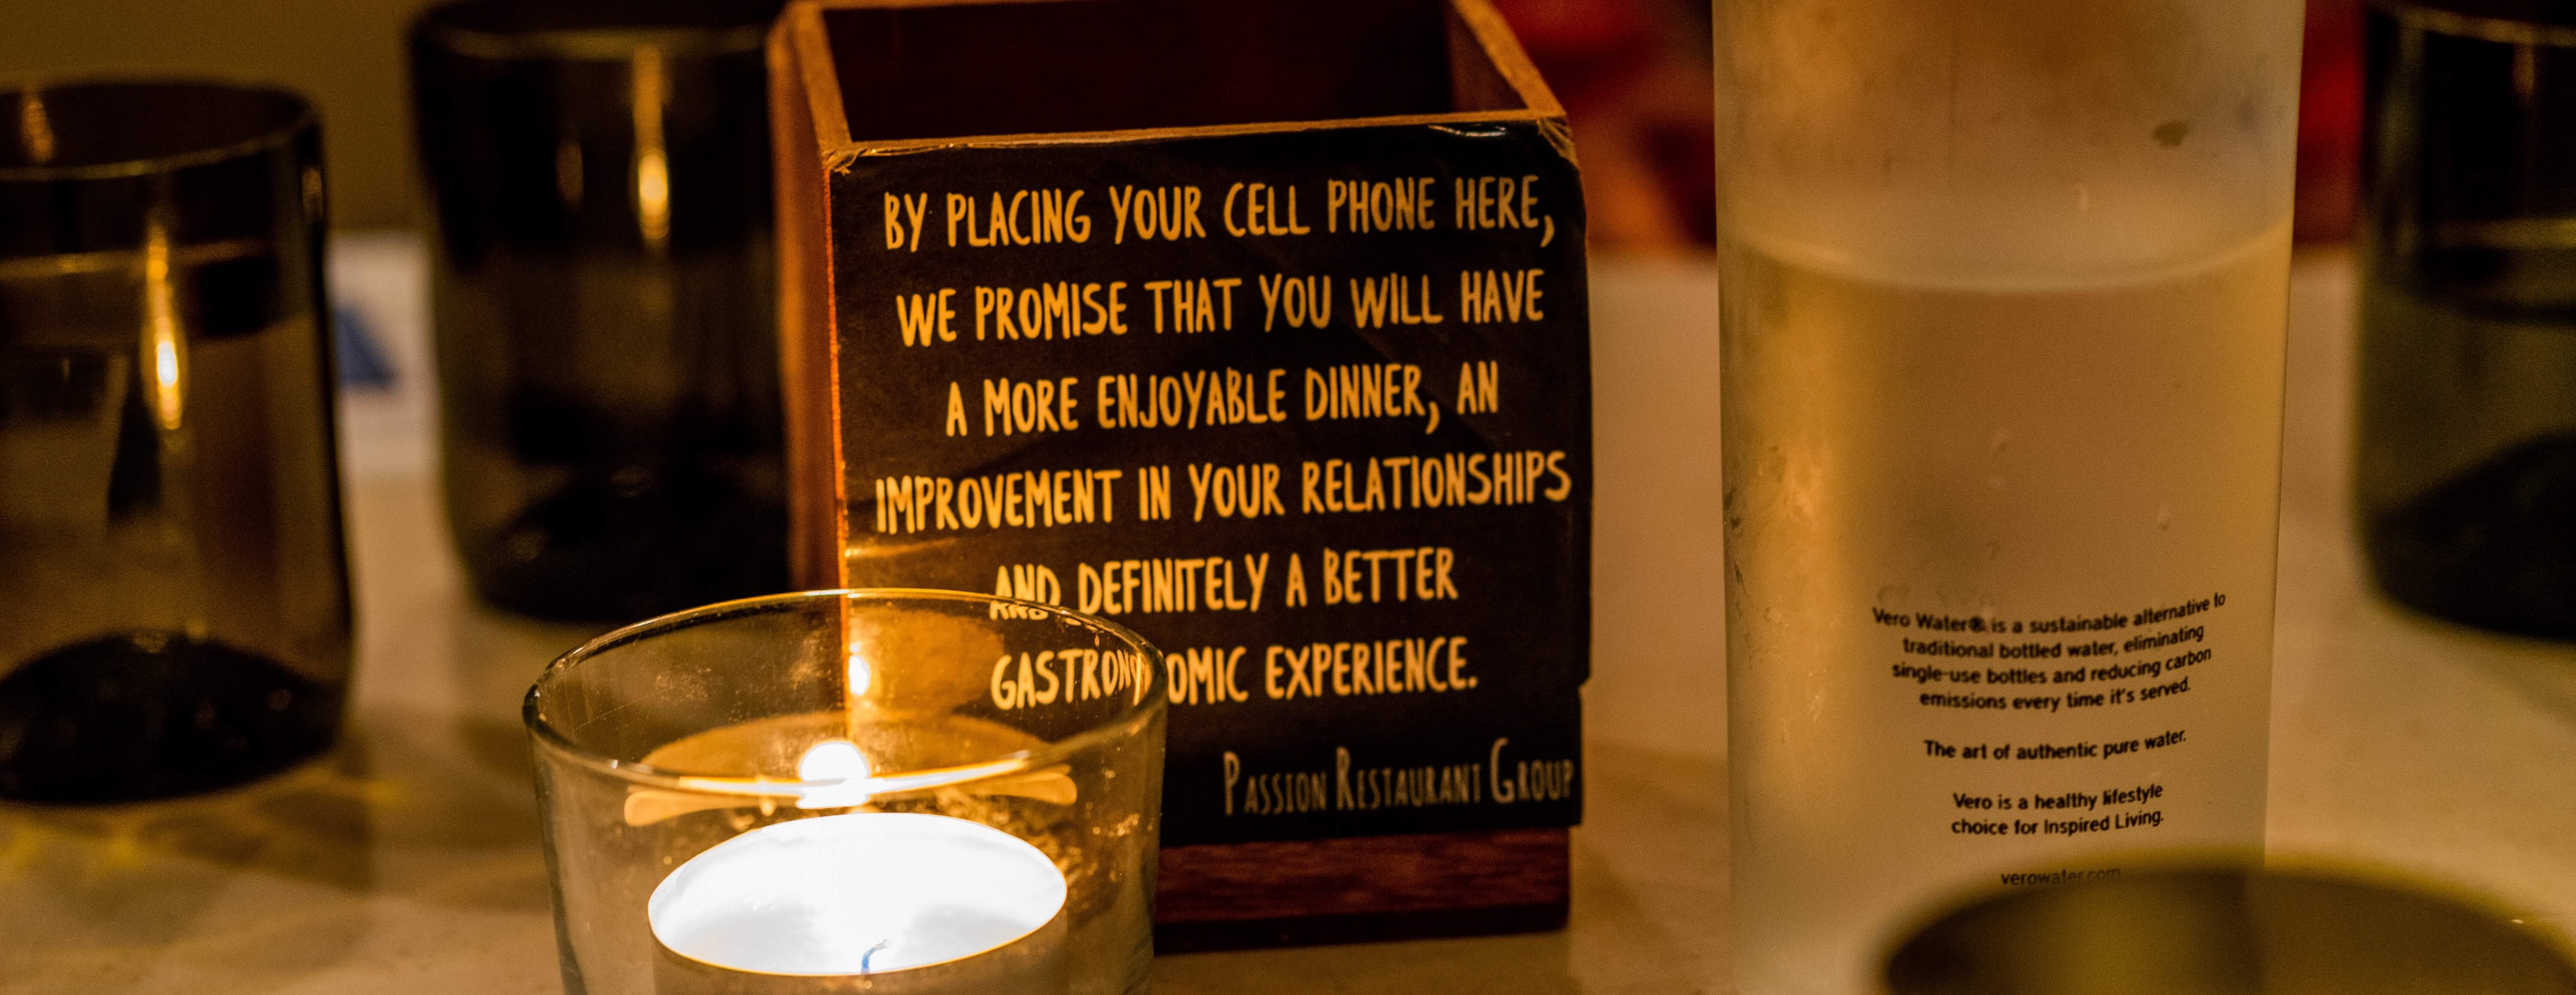 BY PLACING YOUR CELL PHONE HERE,
WE PROMISE THAT YOU WILL HAVE
A MORE ENJOYABLE DINNER, AN
IMPROVEMENT IN YOUR RELATIONSHIPS
AND DEFINITELY A BETTER
GASTRONOMIC EXPERIENCE.
PASSION RESTAURANT GROUP
Vero Water® is a sustainable alternative to
traditional bottled water, eliminating
single-use bottles and reducing carbon
emissions every time it's served.
The art of authentic pure water.
Vero is a healthy lifestyle
choice for Inspired Living.
verowater.com